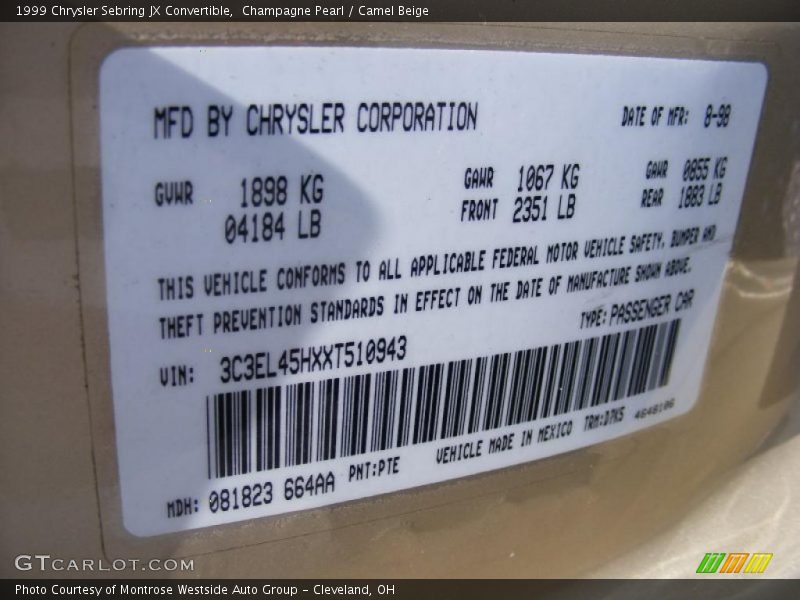 1999 Chrysler Sebring JX Convertible,  Champagne Pearl / Camel Beige
MFD BY CHRYSLER CORPORATION DATE OF MFR: 8-98
GVWR 1898 KG GAWR 1067 KG GAWR 0855 KG
04184 LB FRONT 2351 LB REAR 1883 LB
THIS VEHICLE CONFORMS TO ALL APPLICABLE FEDERAL MOTOR VEHICLE SAFETY, BUMPER AND
THEFT PREVENTION STANDARDS IN EFFECT ON THE DATE OF MANUFACTURE SHOWN ABOVE.
VIN: 3C3EL45HXXT510943 TYPE: PASSENGER CAR
MDH: 081823 664AA PNT:PTE VEHICLE MADE IN MEXICO TRM:DPK5 4648106
GTCARLOT.COM
Photo Courtesy of Montrose Westside Auto Group - Cleveland, OH